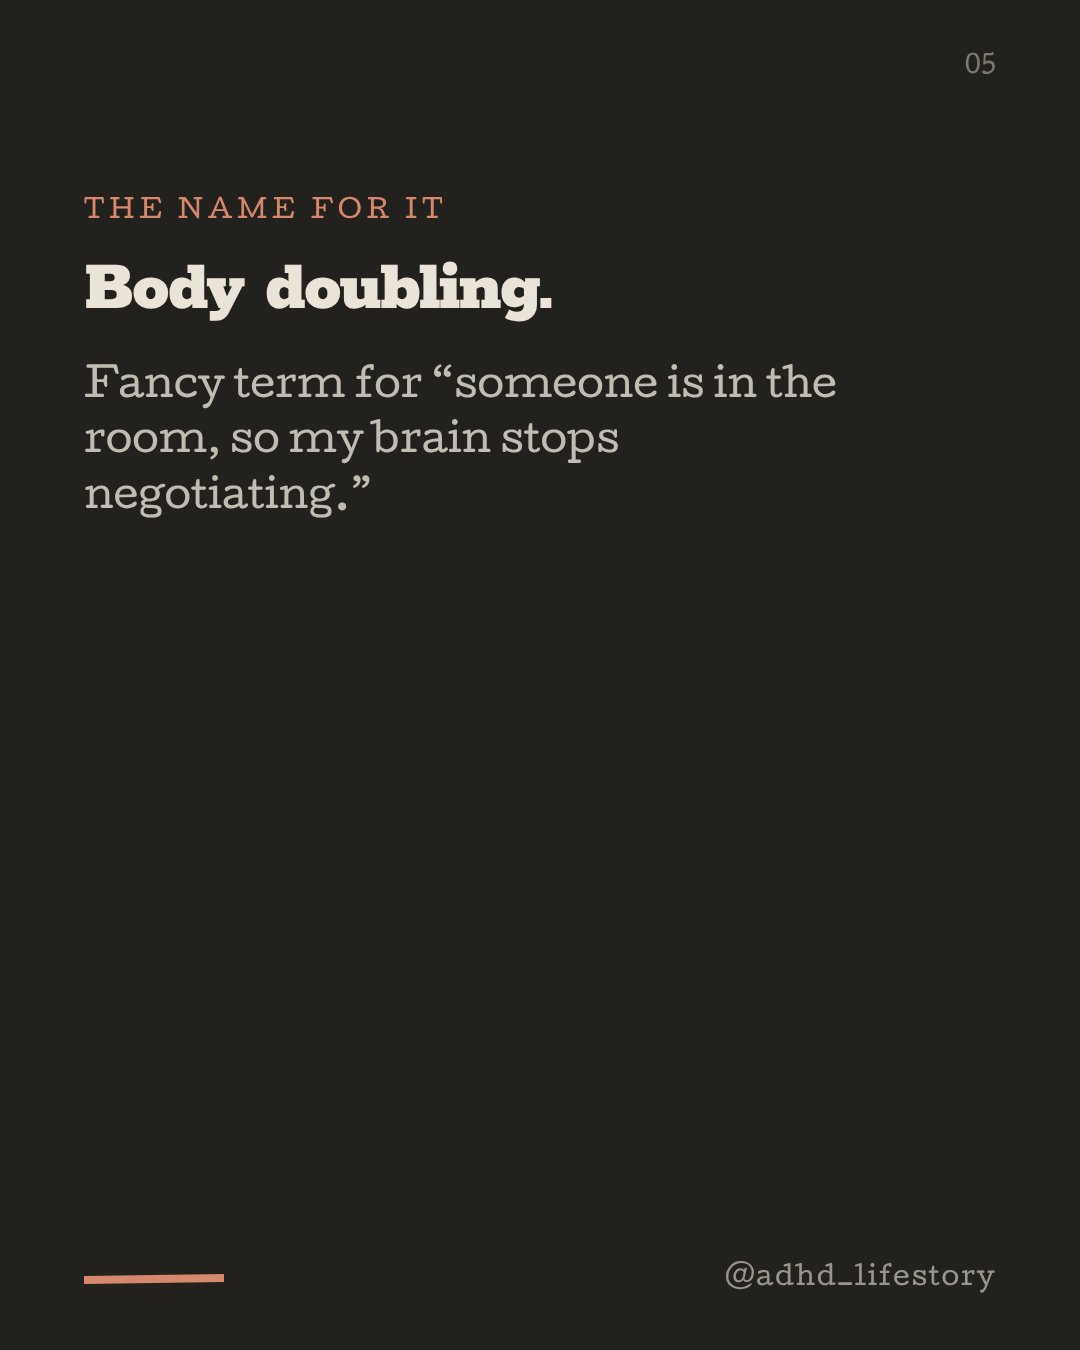 05
THE NAME FOR IT
Body doubling.
Fancy term for “someone is in the
room, so my brain stops
negotiating.”
@adhd_lifestory